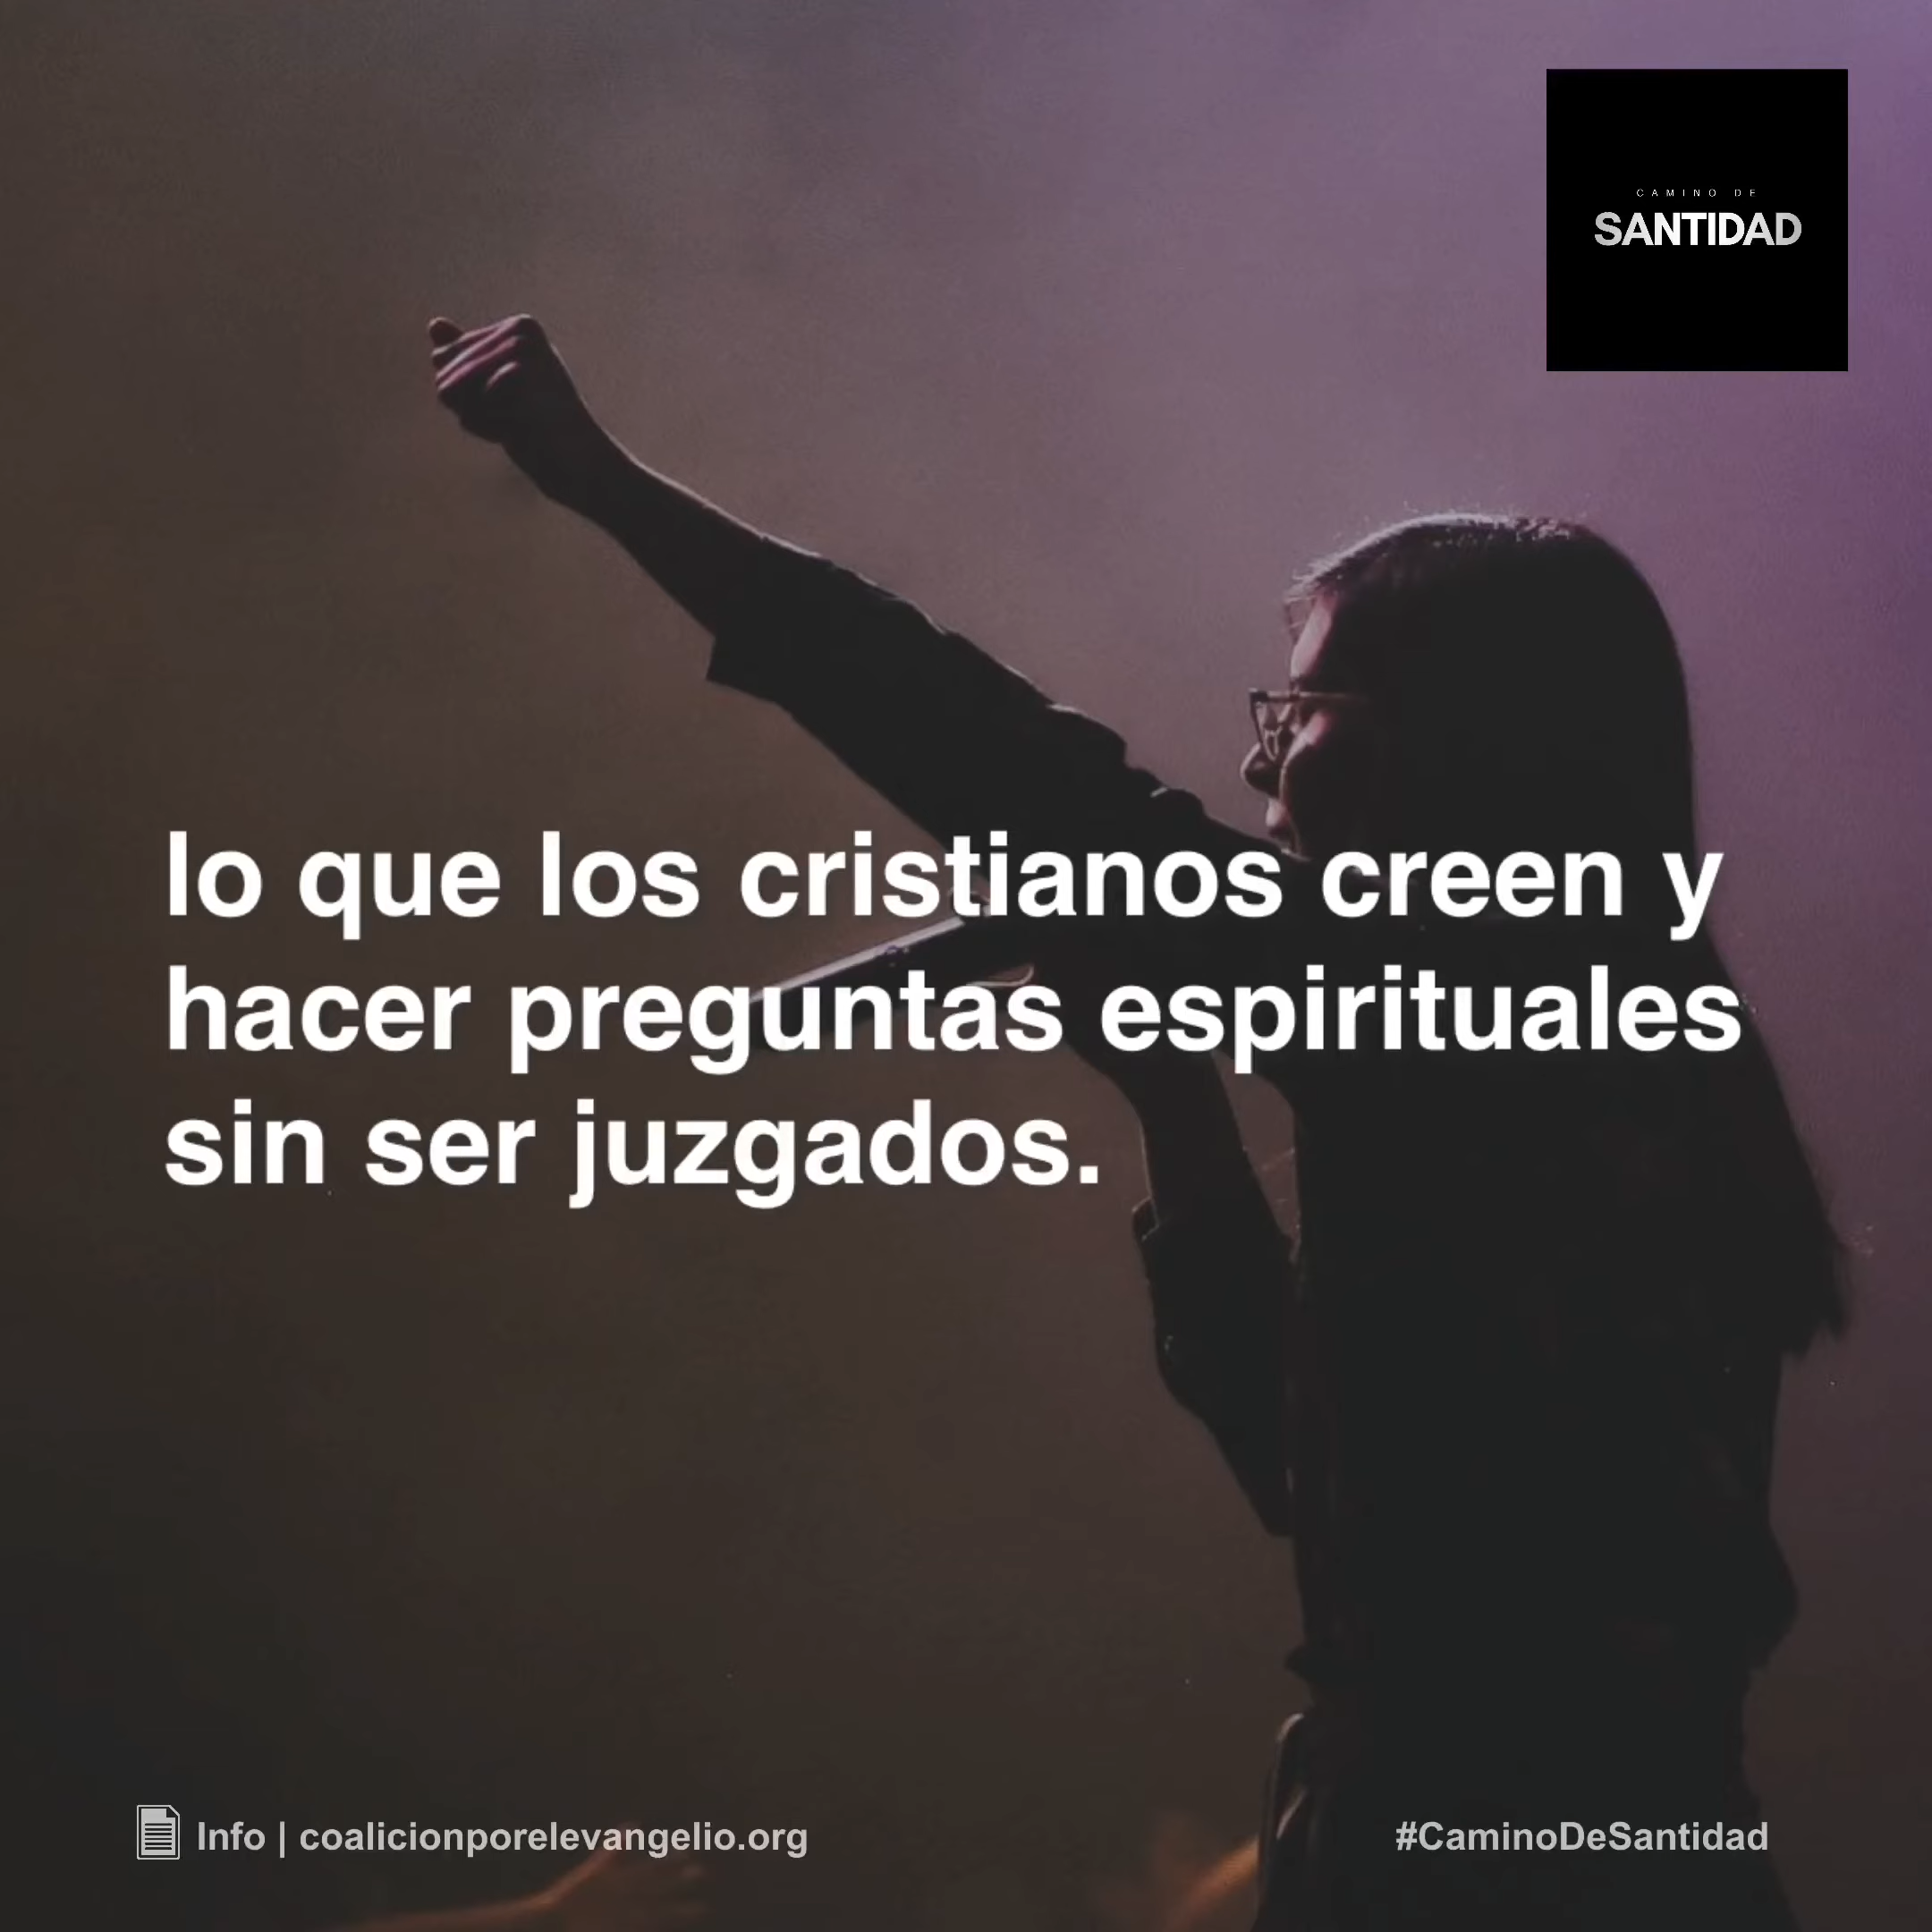 CAMINO DE
SANTIDAD
lo que los cristianos creen y
hacer preguntas espirituales
sin ser juzgados.
Info | coalicionporelevangelio.org
#CaminoDeSantidad